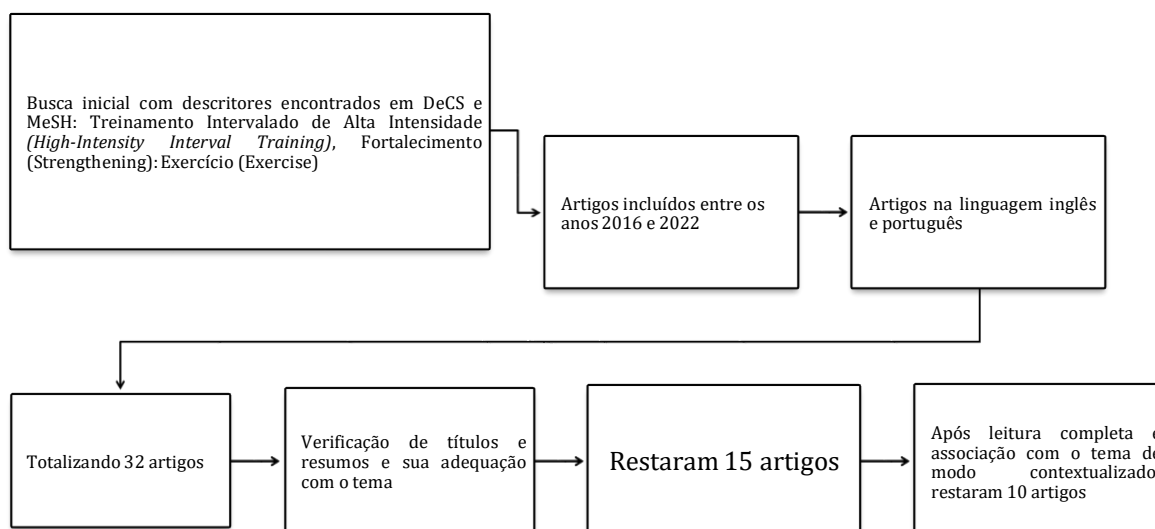 Busca inicial com descritores encontrados em DeCS e
MeSH: Treinamento Intervalado de Alta Intensidade
(High-Intensity Interval Training), Fortalecimento
(Strengthening): Exercício (Exercise)
Artigos incluídos entre os
anos 2016 e 2022
Artigos na linguagem inglês
e português
Totalizando 32 artigos
Verificação de títulos e
resumos e sua adequação
com o tema
Restaram 15 artigos
Após leitura completa e
associação com o tema de
modo contextualizado
restaram 10 artigos